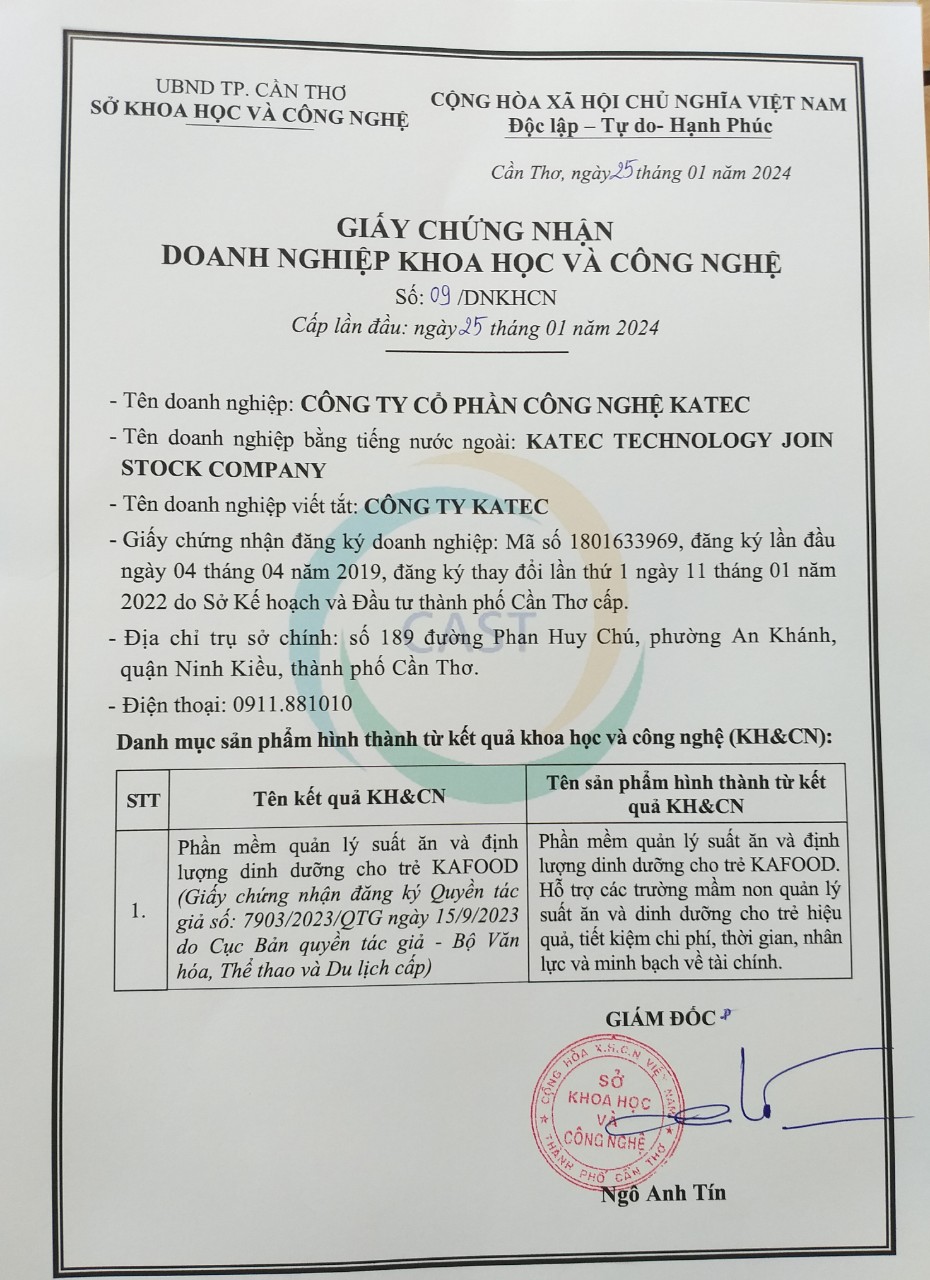 UBND TP. CẦN THƠ
SỞ KHOA HỌC VÀ CÔNG NGHỆ
CỘNG HÒA XÃ HỘI CHỦ NGHĨA VIỆT NAM
Độc lập – Tự do- Hạnh Phúc
Cần Thơ, ngày 25 tháng 01 năm 2024
GIẤY CHỨNG NHẬN
DOANH NGHIỆP KHOA HỌC VÀ CÔNG NGHỆ
Số: 09 /DNKHCN
Cấp lần đầu: ngày 25 tháng 01 năm 2024
- Tên doanh nghiệp: CÔNG TY CỔ PHẦN CÔNG NGHỆ KATEC
- Tên doanh nghiệp bằng tiếng nước ngoài: KATEC TECHNOLOGY JOIN
STOCK COMPANY
- Tên doanh nghiệp viết tắt: CÔNG TY KATEC
- Giấy chứng nhận đăng ký doanh nghiệp: Mã số 1801633969, đăng ký lần đầu
ngày 04 tháng 04 năm 2019, đăng ký thay đổi lần thứ 1 ngày 11 tháng 01 năm
2022 do Sở Kế hoạch và Đầu tư thành phố Cần Thơ cấp.
CAST
- Địa chỉ trụ sở chính: số 189 đường Phan Huy Chú, phường An Khánh,
quận Ninh Kiều, thành phố Cần Thơ.
- Điện thoại: 0911.881010
Danh mục sản phẩm hình thành từ kết quả khoa học và công nghệ (KH&CN):
STT
Tên kết quả KH&CN
Tên sản phẩm hình thành từ kết
quả KH&CN
1.
Phần mềm quản lý suất ăn và định
lượng dinh dưỡng cho trẻ KAFOOD
(Giấy chứng nhận đăng ký Quyền tác
giả số: 7903/2023/QTG ngày 15/9/2023
do Cục Bản quyền tác giả - Bộ Văn
hóa, Thể thao và Du lịch cấp)
Phần mềm quản lý suất ăn và định
lượng dinh dưỡng cho trẻ KAFOOD.
Hỗ trợ các trường mầm non quản lý
suất ăn và dinh dưỡng cho trẻ hiệu
quả, tiết kiệm chi phí, thời gian, nhân
lực và minh bạch về tài chính.
GIÁM ĐỐC
CỘNG HÒA X.H.C.N VIỆT NAM
SỞ
KHOA HỌC
VÀ
CÔNG NGHỆ
THÀNH PHỐ CẦN THƠ
Ngô Anh Tín